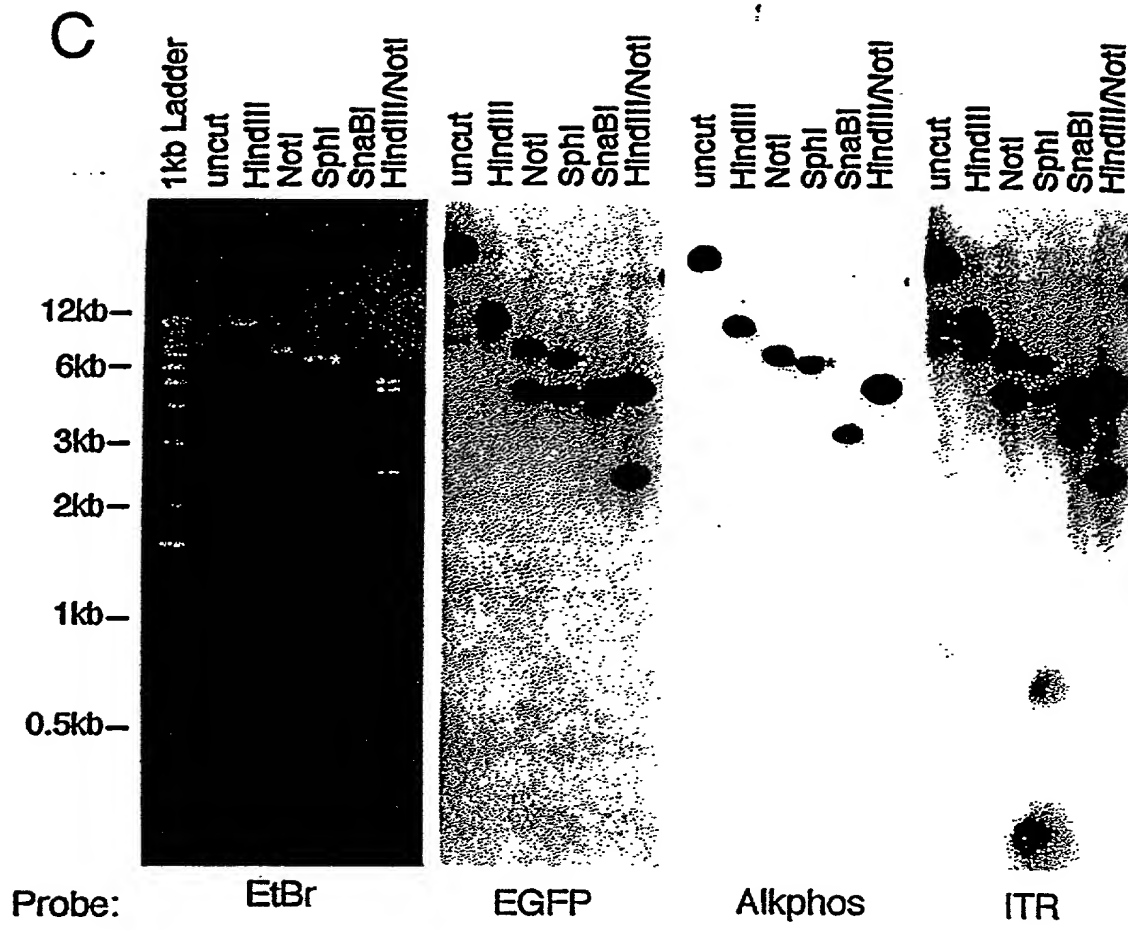 C
1kb Ladder
uncut
HindIII
NotI
SphI
SnaBI
HindIII/NotI
uncut
HindIII
NotI
SphI
SnaBI
HindIII/NotI
uncut
HindIII
NotI
SphI
SnaBI
HindIII/NotI
uncut
HindIII
NotI
SphI
SnaBI
HindIII/NotI
12kb
6kb
3kb
2kb
1kb
0.5kb
*
*
Probe: EtBr EGFP Alkphos ITR